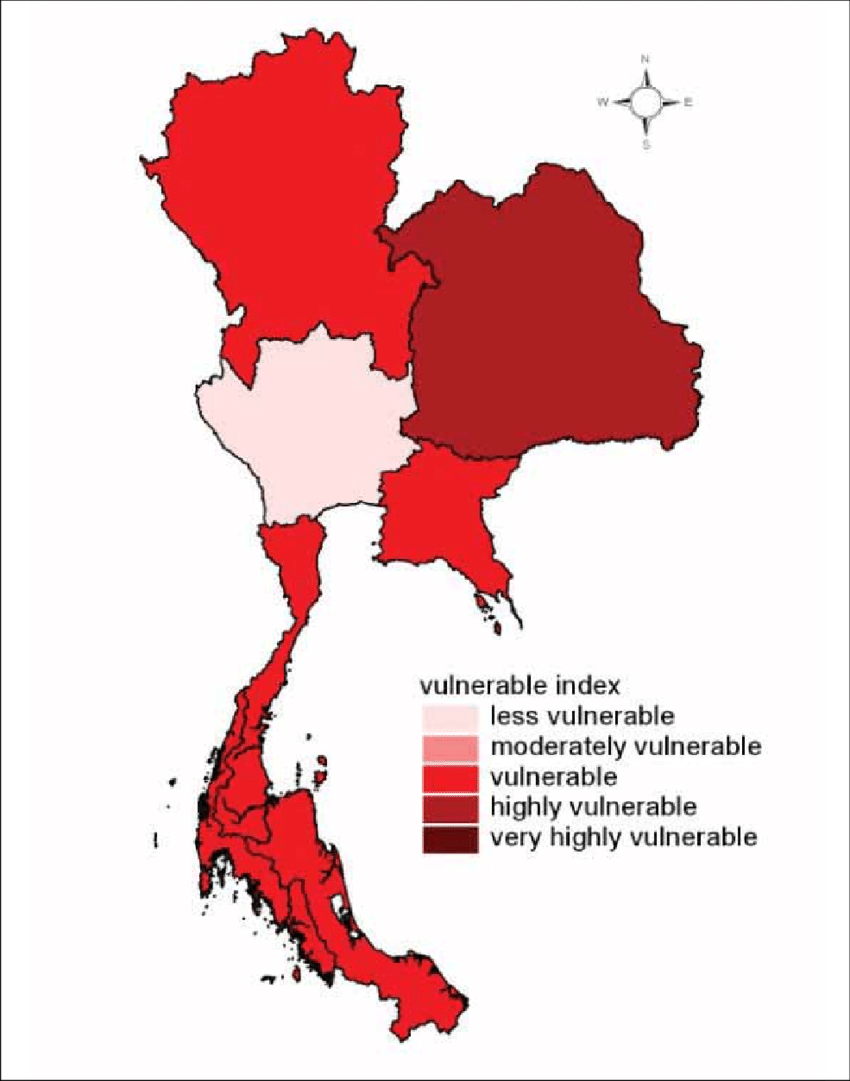 N
W E
S
vulnerable index
less vulnerable
moderately vulnerable
vulnerable
highly vulnerable
very highly vulnerable